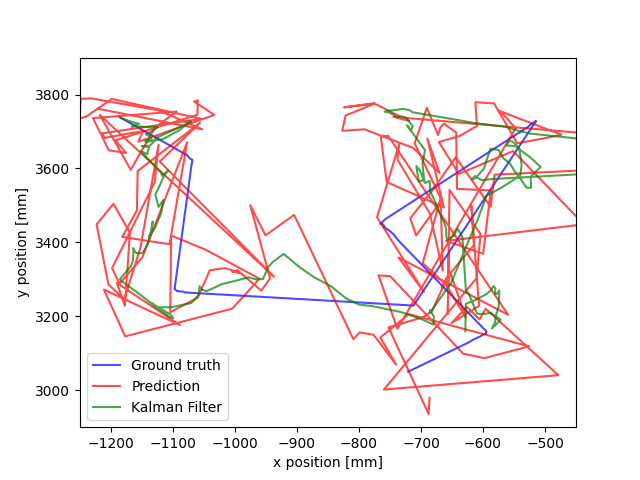 3800
3600
3400
3200
3000
y position [mm]
Ground truth
Prediction
Kalman Filter
−1200 −1100 −1000 −900 −800 −700 −600 −500
x position [mm]